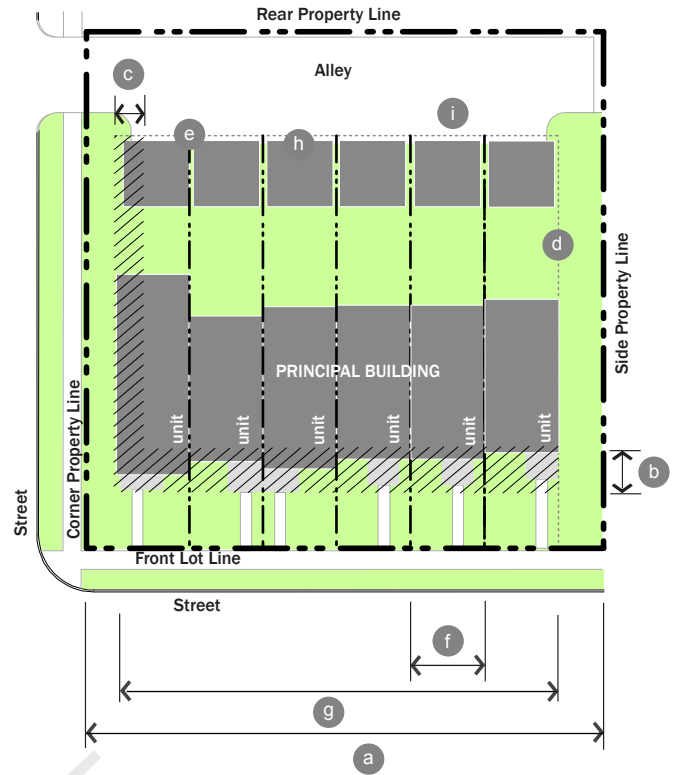 Rear Property Line
Alley
c
i
e
h
d
Side Property Line
PRINCIPAL BUILDING
unit
unit
unit
unit
unit
unit
Corner Property Line
Street
b
Front Lot Line
Street
f
g
a